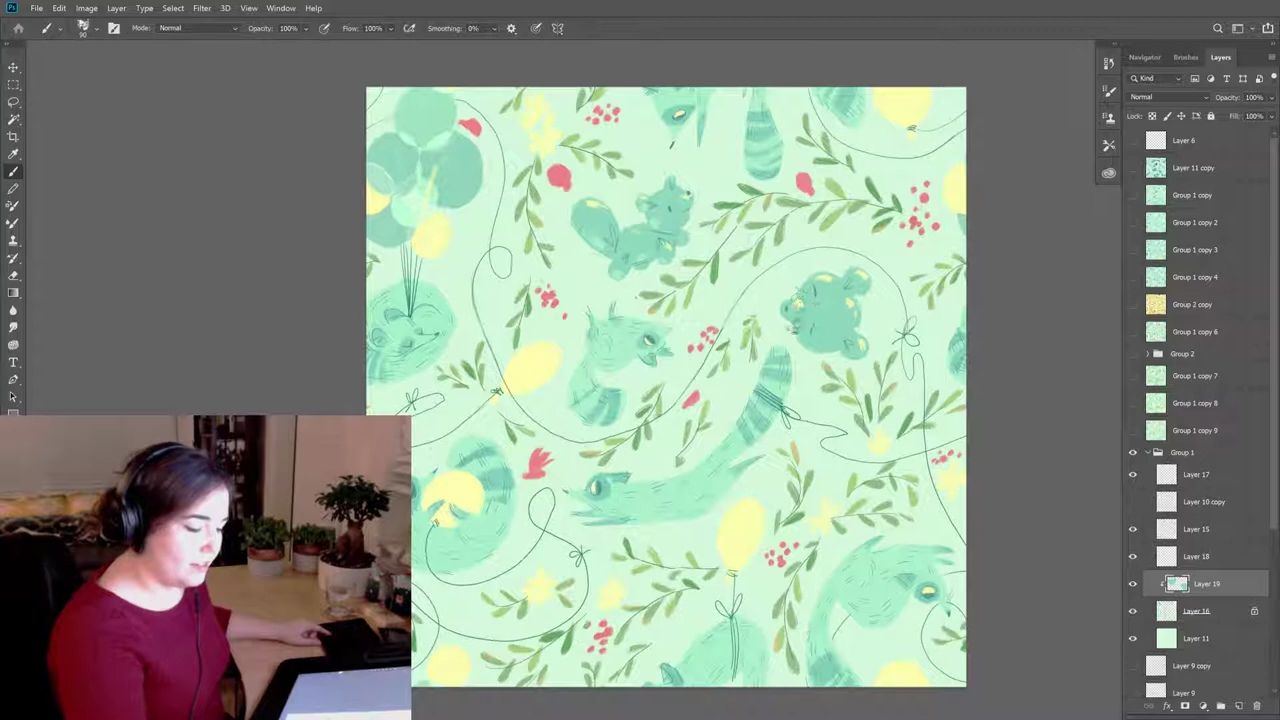 Ps File Edit Image Layer Type Select Filter 3D View Window Help
90 Mode: Normal Opacity: 100% Flow: 100% Smoothing: 0%
Navigator Brushes Layers
Kind
Normal Opacity: 100%
Lock: Fill: 100%
Layer 6
Layer 11 copy
Group 1 copy
Group 1 copy 2
Group 1 copy 3
Group 1 copy 4
Group 2 copy
Group 1 copy 6
Group 2
Group 1 copy 7
Group 1 copy 8
Group 1 copy 9
Group 1
Layer 17
Layer 10 copy
Layer 15
Layer 18
Layer 19
Layer 16
Layer 11
Layer 9 copy
Layer 9
fx